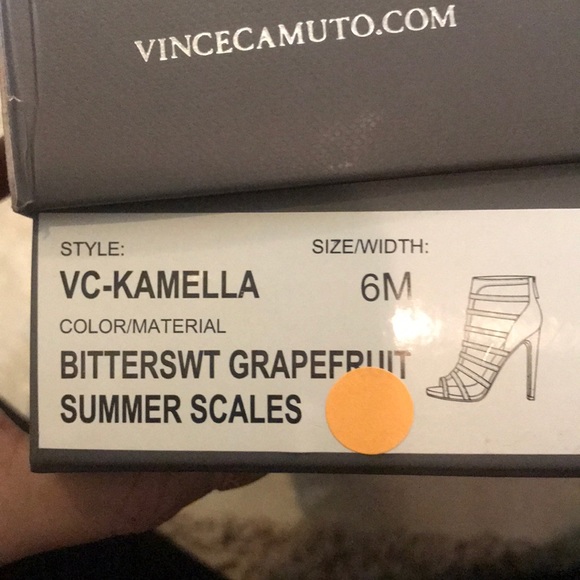 VINCECAMUTO.COM
STYLE: SIZE/WIDTH:
VC-KAMELLA 6M
COLOR/MATERIAL
BITTERSWT GRAPEFRUIT
SUMMER SCALES